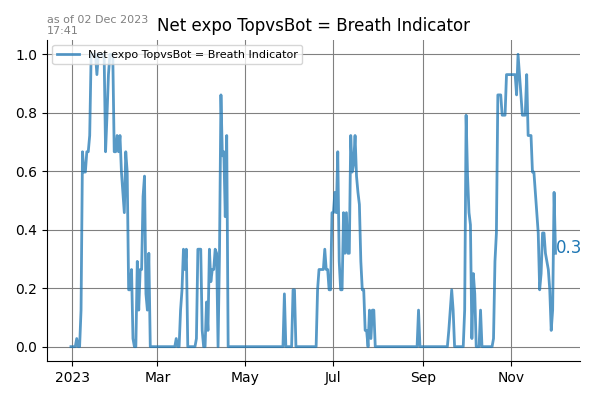 as of 02 Dec 2023
17:41
Net expo TopvsBot = Breath Indicator
Net expo TopvsBot = Breath Indicator
1.0
0.8
0.6
0.4
0.3
0.2
0.0
2023 Mar May Jul Sep Nov